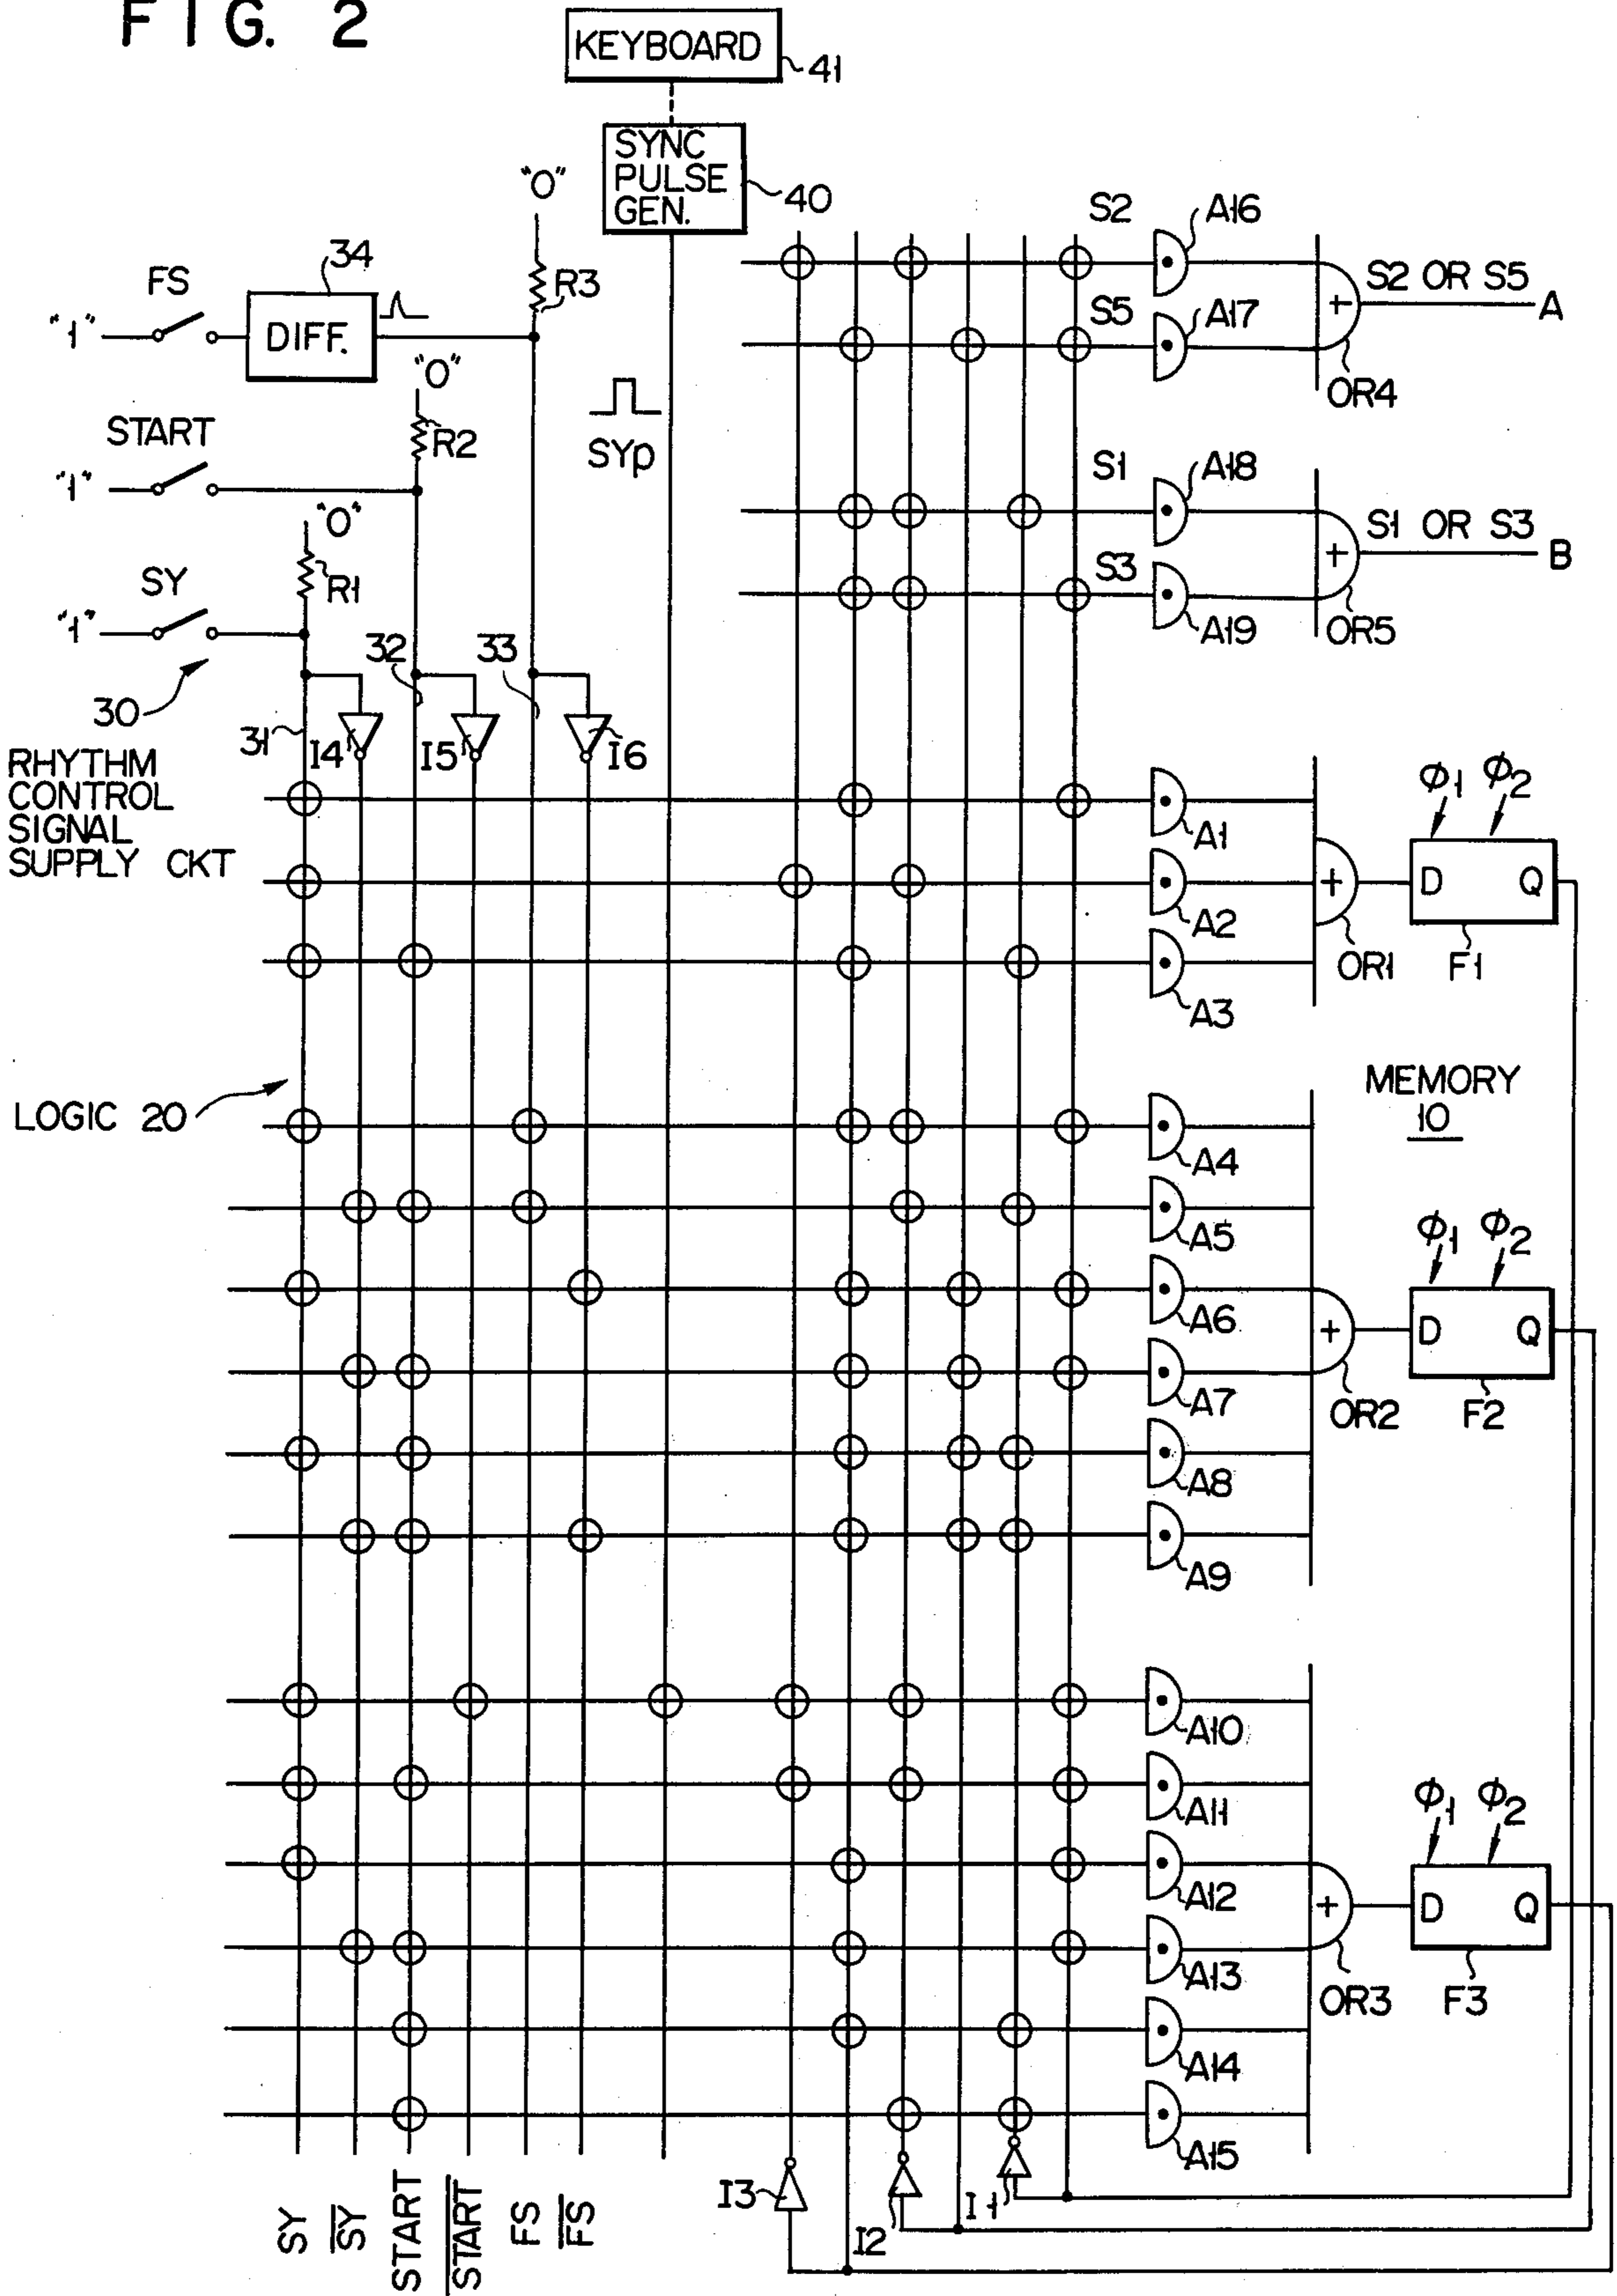 FIG. 2
KEYBOARD
41
SYNC
PULSE
GEN.
40
"0"
R3
FS
34
"1"
DIFF.
"0"
R2
START
"1"
"0"
R1
SY
"1"
SYp
30
31
32
33
I4
I5
I6
S2
A16
S2 OR S5
A
S5
A17
OR4
S1
A18
S1 OR S3
B
S3
A19
OR5
RHYTHM
CONTROL
SIGNAL
SUPPLY CKT
A1
A2
A3
OR1
Φ1
Φ2
D
Q
F1
LOGIC 20
MEMORY
10
A4
A5
A6
A7
A8
A9
OR2
Φ1
Φ2
D
Q
F2
A10
A11
A12
A13
A14
A15
OR3
Φ1
Φ2
D
Q
F3
I3
I2
I1
SY
S̅Y̅
START
S̅T̅A̅R̅T̅
FS
F̅S̅